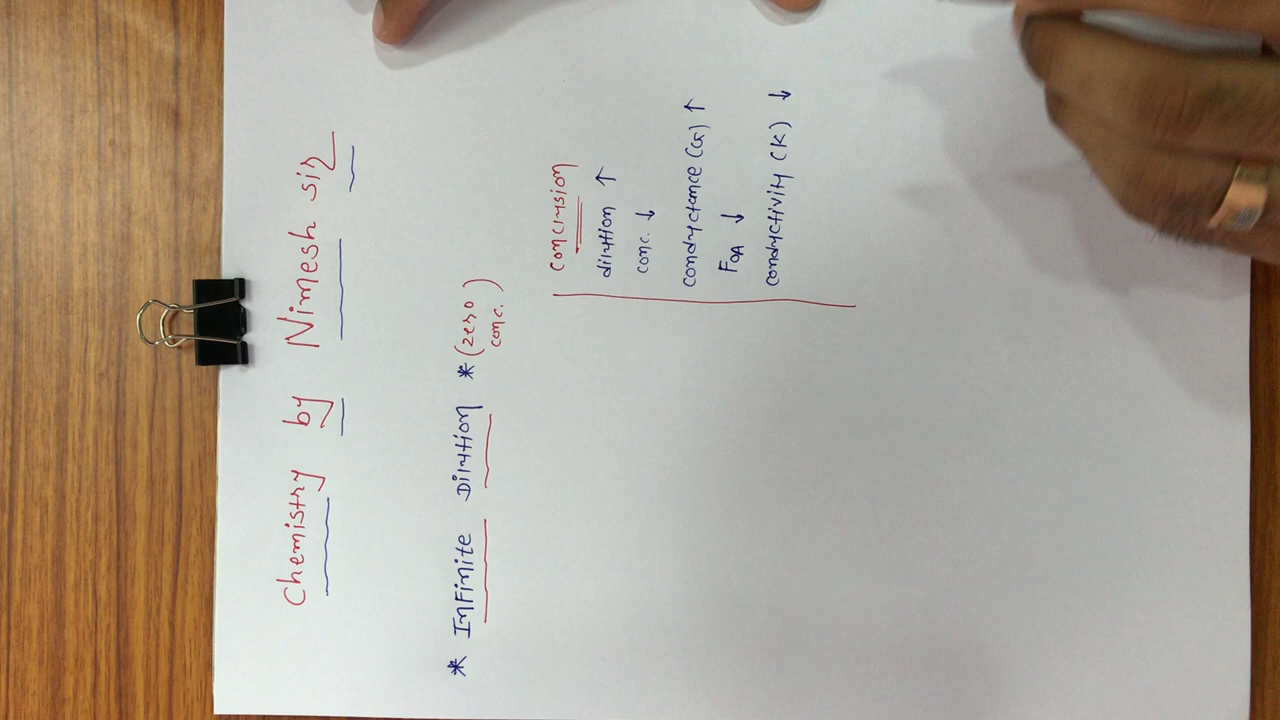 Chemistry by Nimesh sir
* Infinite Dilution * (zero conc.)
Conclusion
dilution ↑
conc. ↓
conductance (G) ↑
FOA ↓
conductivity (K) ↓